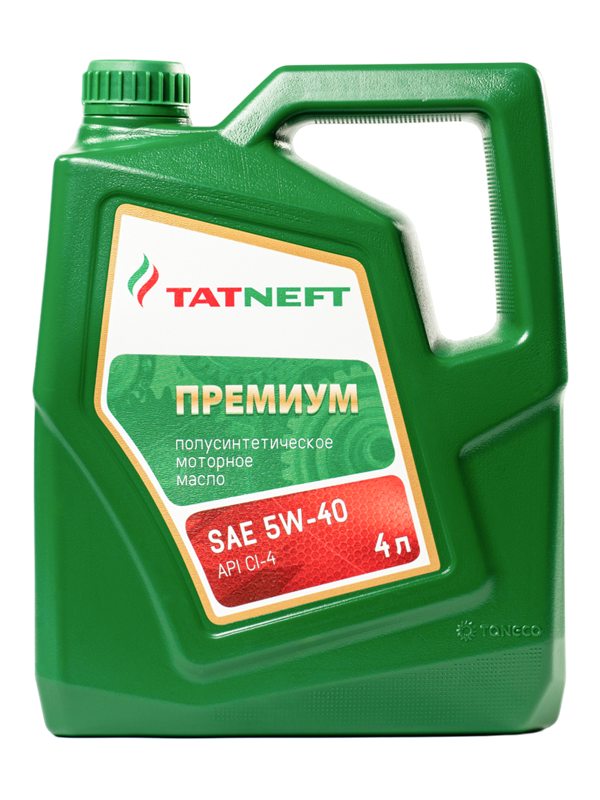 TATNEFT
ПРЕМИУМ
полусинтетическое
моторное
масло
SAE 5W-40
API CI-4
4 л
TANECO